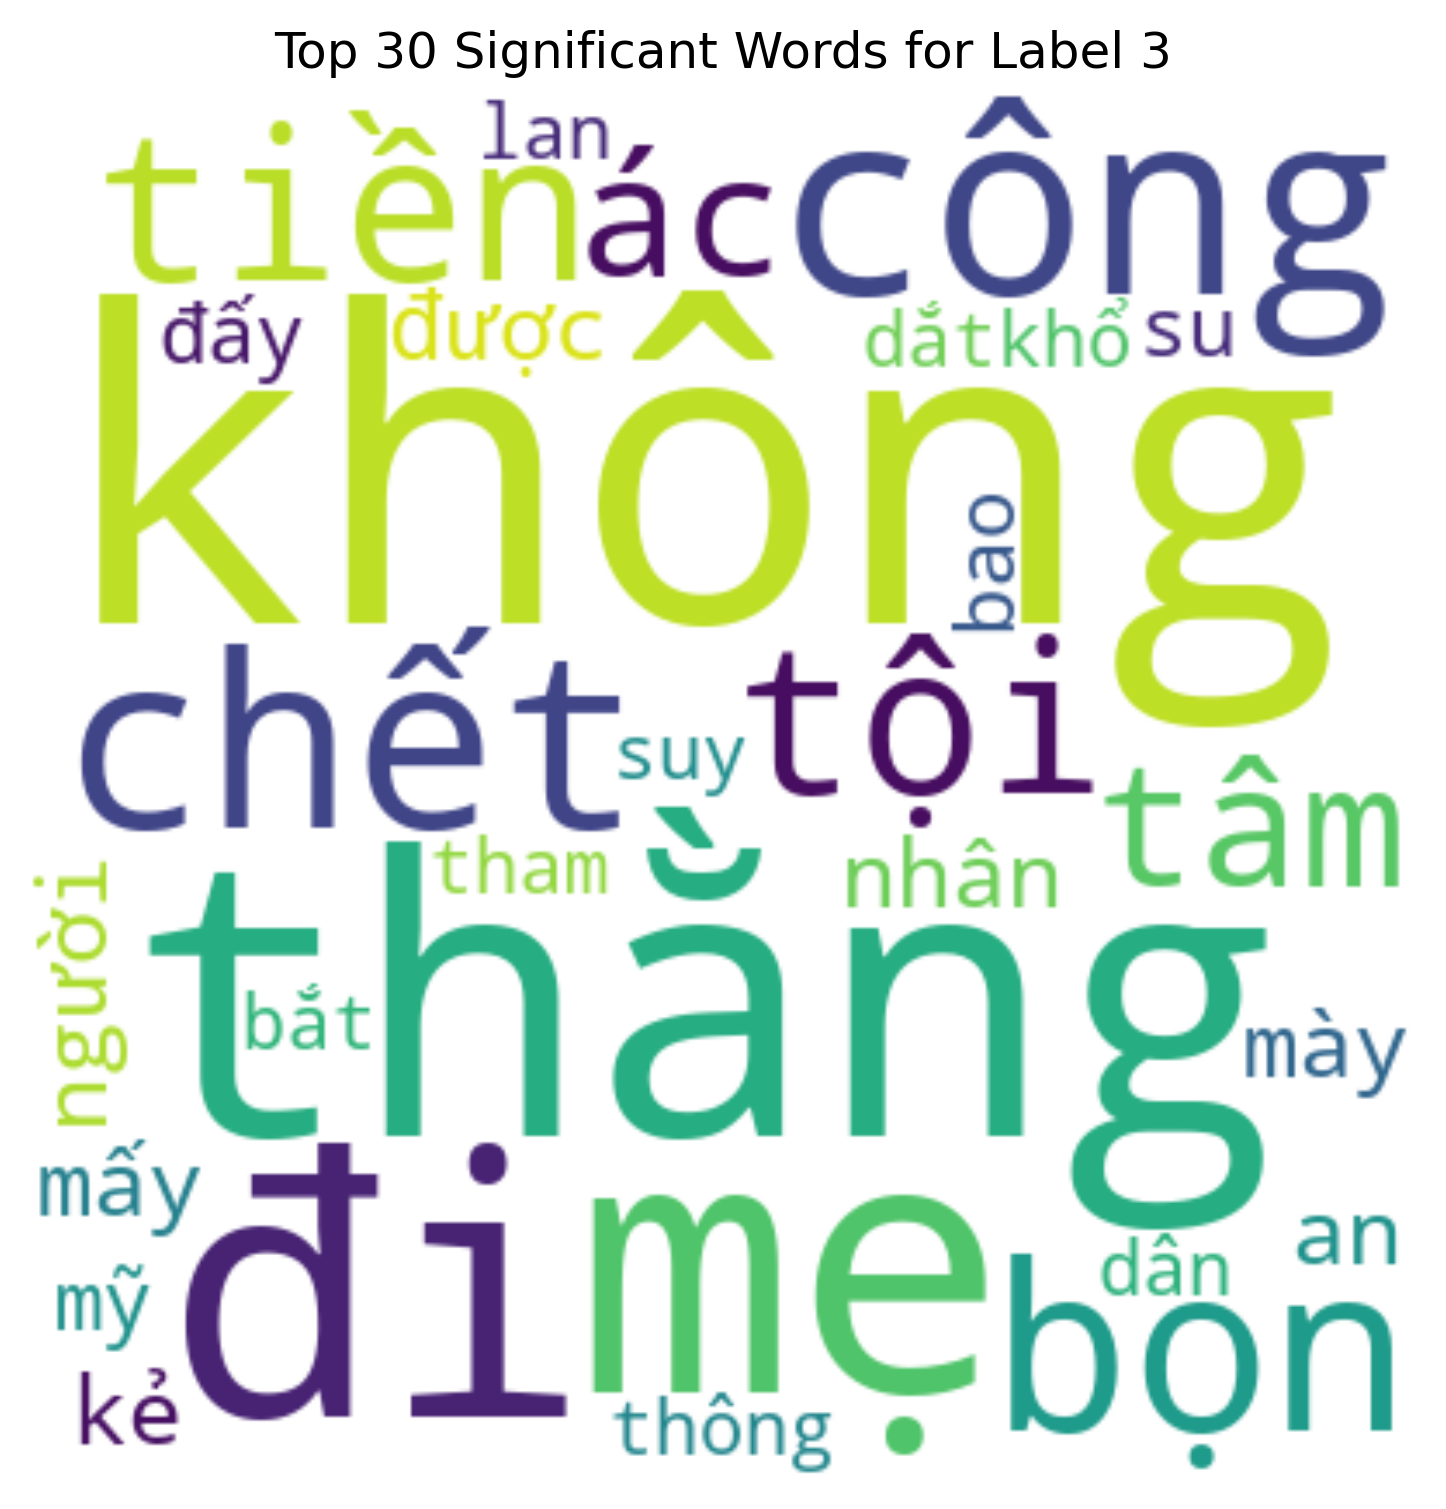 Top 30 Significant Words for Label 3
lan
tiền
ác
công
đấy
được
dắt
khổ
su
không
bao
chết
suy
tội
tâm
tham
nhân
người
thằng
bắt
mày
mấy
đi
mẹ
an
dân
mỹ
bọn
kẻ
thông